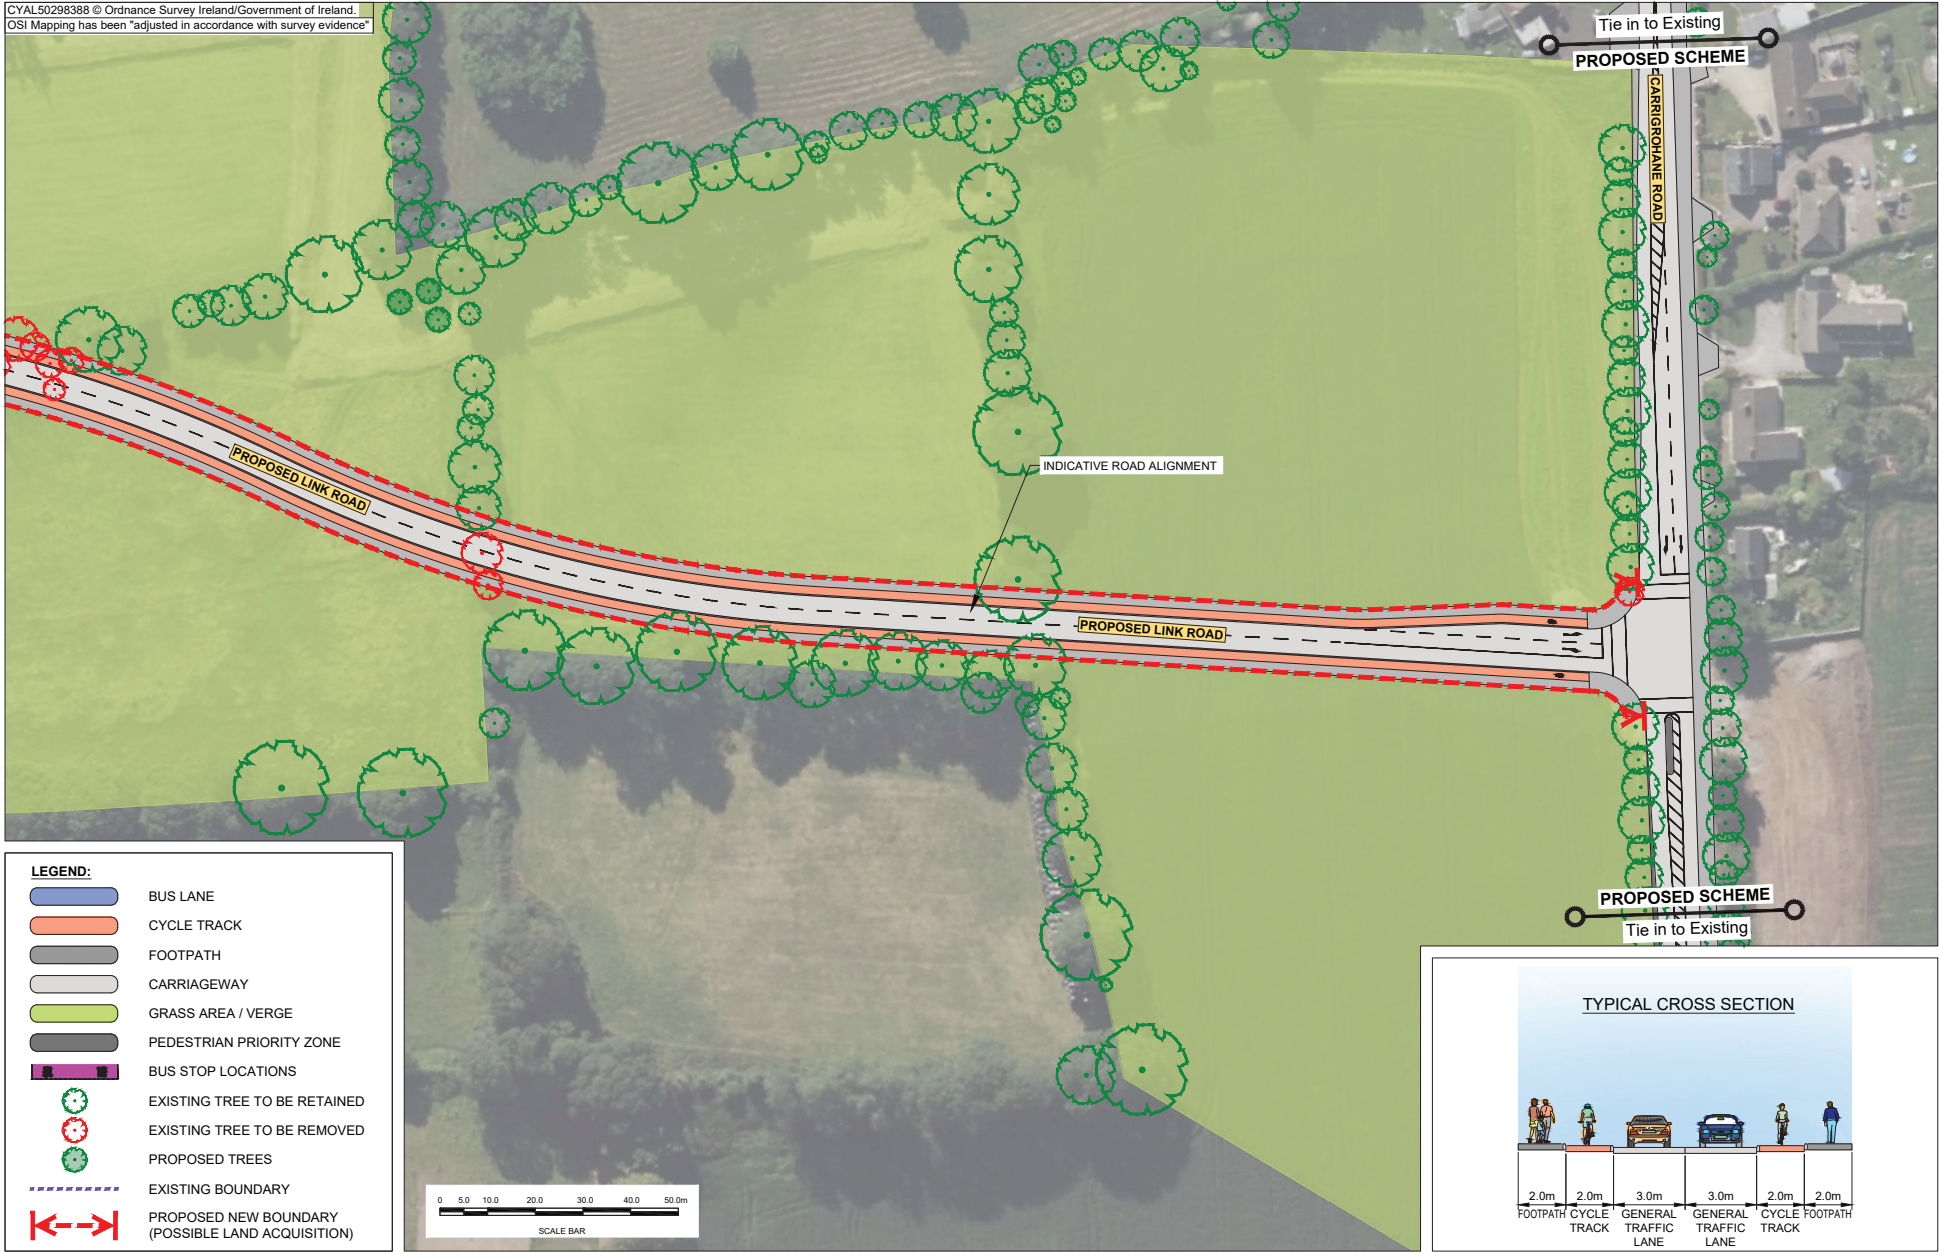 CYAL50298388 © Ordnance Survey Ireland/Government of Ireland.
OSI Mapping has been "adjusted in accordance with survey evidence"
Tie in to Existing
PROPOSED SCHEME
CARRIGROHANE ROAD
PROPOSED LINK ROAD
INDICATIVE ROAD ALIGNMENT
PROPOSED LINK ROAD
PROPOSED SCHEME
Tie in to Existing
LEGEND:
BUS LANE
CYCLE TRACK
FOOTPATH
CARRIAGEWAY
GRASS AREA / VERGE
PEDESTRIAN PRIORITY ZONE
BUS STOP LOCATIONS
EXISTING TREE TO BE RETAINED
EXISTING TREE TO BE REMOVED
PROPOSED TREES
EXISTING BOUNDARY
PROPOSED NEW BOUNDARY
(POSSIBLE LAND ACQUISITION)
0 5.0 10.0 20.0 30.0 40.0 50.0m
SCALE BAR
TYPICAL CROSS SECTION
2.0m 2.0m 3.0m 3.0m 2.0m 2.0m
FOOTPATH CYCLE GENERAL GENERAL CYCLE FOOTPATH
TRACK TRAFFIC TRAFFIC TRACK
LANE LANE